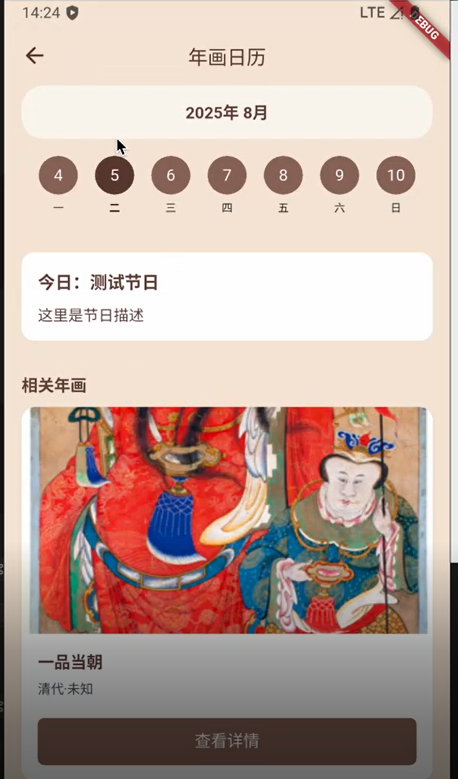 14:24
LTE
年画日历
2025年 8月
4 5 6 7 8 9 10
一 二 三 四 五 六 日
今日：测试节日
这里是节日描述
相关年画
一品当朝
清代·未知
查看详情